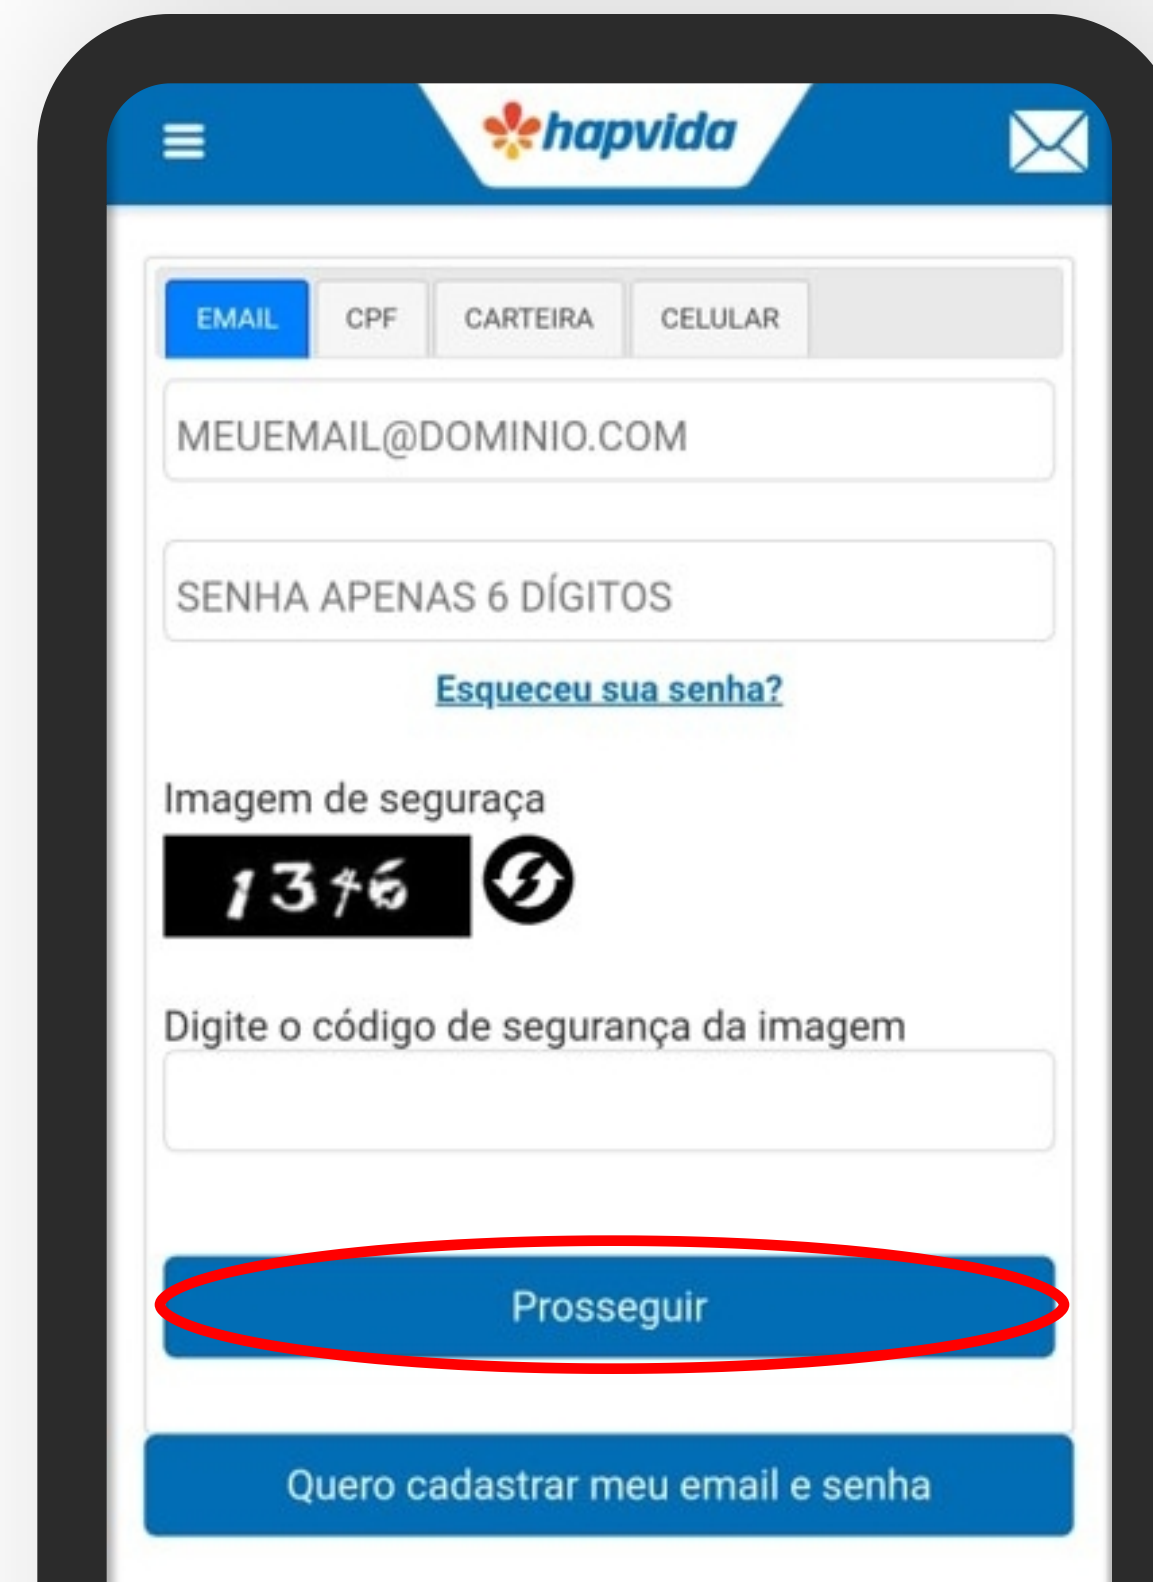 hapvida
EMAIL CPF CARTEIRA CELULAR
MEUEMAIL@DOMINIO.COM
SENHA APENAS 6 DÍGITOS
Esqueceu sua senha?
Imagem de seguraça
1376
Digite o código de segurança da imagem
Prosseguir
Quero cadastrar meu email e senha